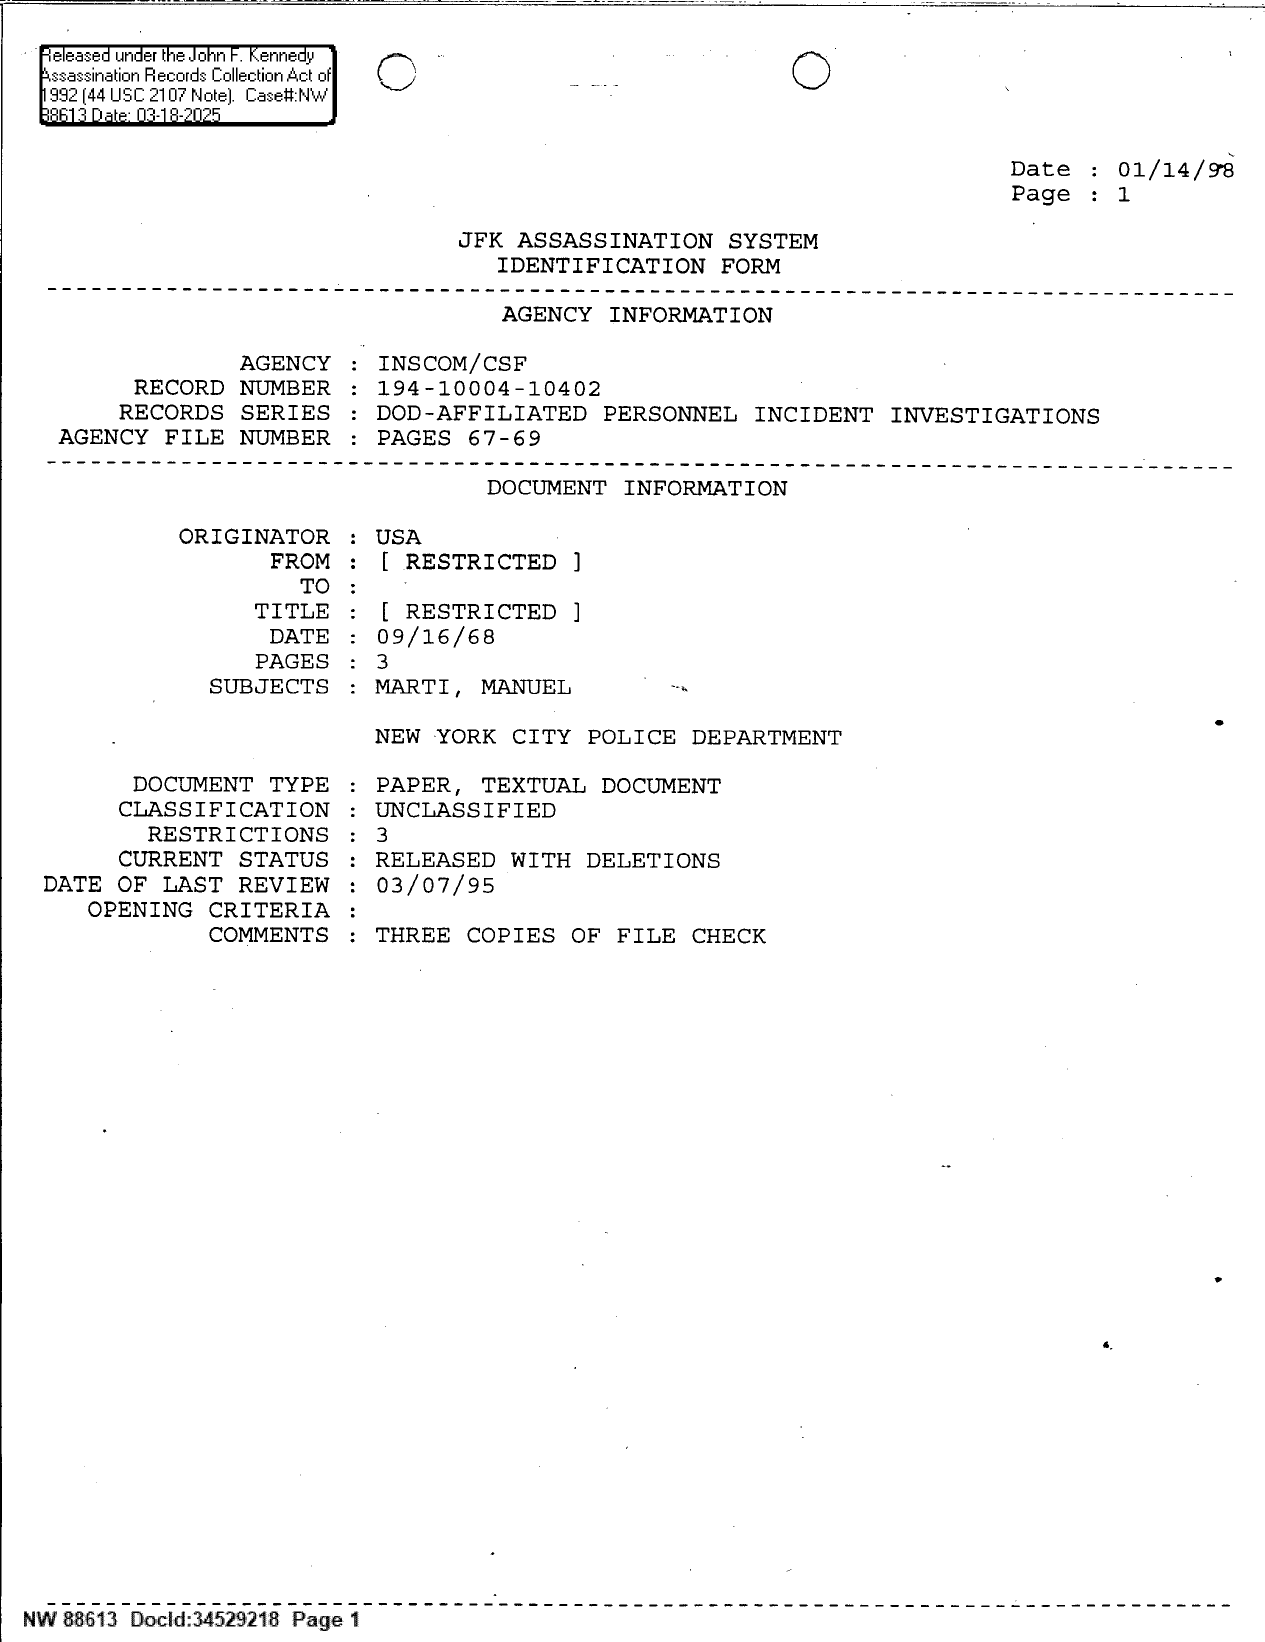 Released under the John F. Kennedy
Assassination Records Collection Act of
1992 (44 USC 2107 Note). Case#:NW
88613 Date: 03-18-2025
Date : 01/14/98
Page : 1
JFK ASSASSINATION SYSTEM
IDENTIFICATION FORM
AGENCY INFORMATION
AGENCY : INSCOM/CSF
RECORD NUMBER : 194-10004-10402
RECORDS SERIES : DOD-AFFILIATED PERSONNEL INCIDENT INVESTIGATIONS
AGENCY FILE NUMBER : PAGES 67-69
DOCUMENT INFORMATION
ORIGINATOR : USA
FROM : [ RESTRICTED ]
TO :
TITLE : [ RESTRICTED ]
DATE : 09/16/68
PAGES : 3
SUBJECTS : MARTI, MANUEL
NEW YORK CITY POLICE DEPARTMENT
DOCUMENT TYPE : PAPER, TEXTUAL DOCUMENT
CLASSIFICATION : UNCLASSIFIED
RESTRICTIONS : 3
CURRENT STATUS : RELEASED WITH DELETIONS
DATE OF LAST REVIEW : 03/07/95
OPENING CRITERIA :
COMMENTS : THREE COPIES OF FILE CHECK
NW 88613 DocId:34529218 Page 1